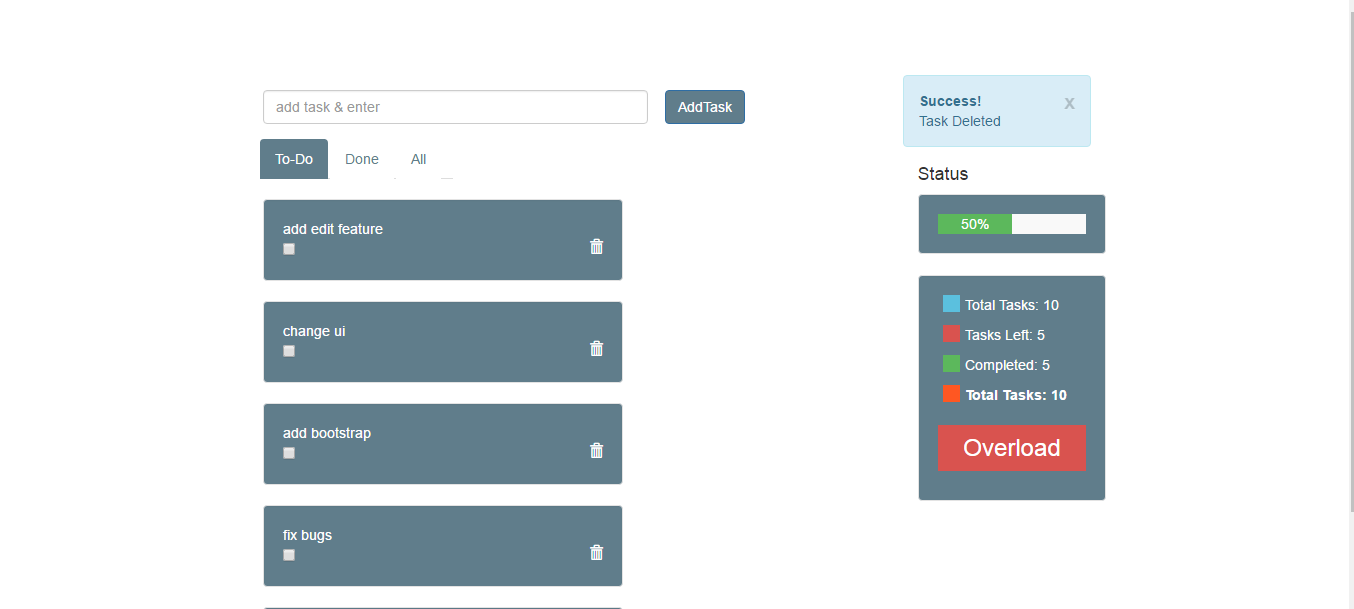 add task & enter
AddTask
To-Do
Done
All
add edit feature
change ui
add bootstrap
fix bugs
Success!
x
Task Deleted
Status
50%
Total Tasks: 10
Tasks Left: 5
Completed: 5
Total Tasks: 10
Overload